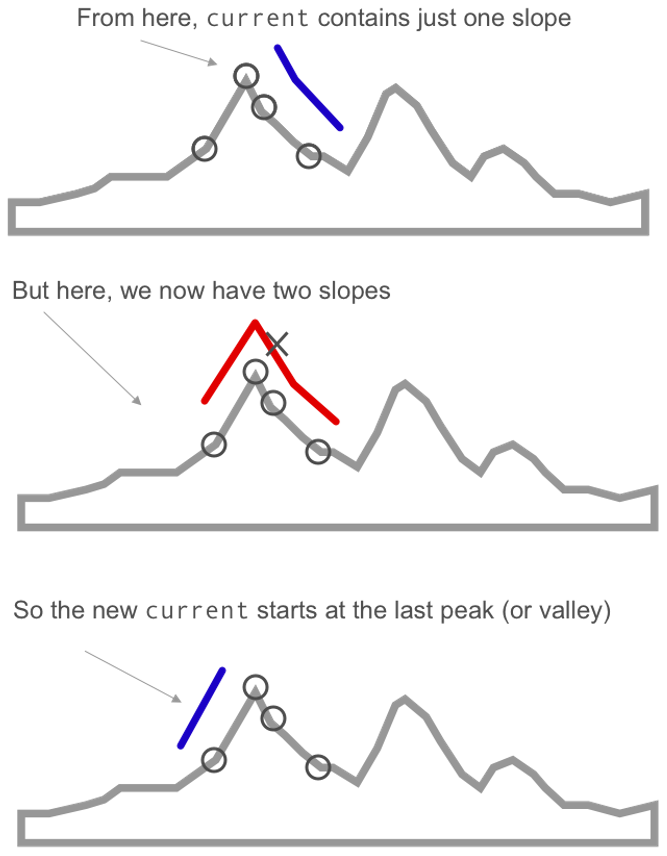 From here, current contains just one slope
But here, we now have two slopes
So the new current starts at the last peak (or valley)